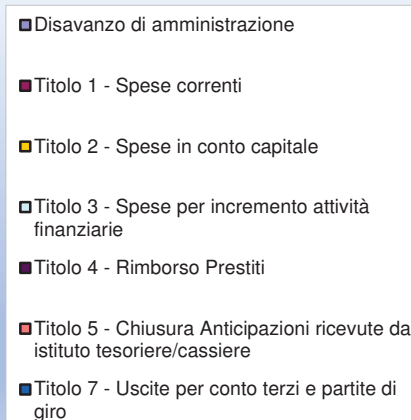 Disavanzo di amministrazione
Titolo 1 - Spese correnti
Titolo 2 - Spese in conto capitale
Titolo 3 - Spese per incremento attività
finanziarie
Titolo 4 - Rimborso Prestiti
Titolo 5 - Chiusura Anticipazioni ricevute da
istituto tesoriere/cassiere
Titolo 7 - Uscite per conto terzi e partite di
giro